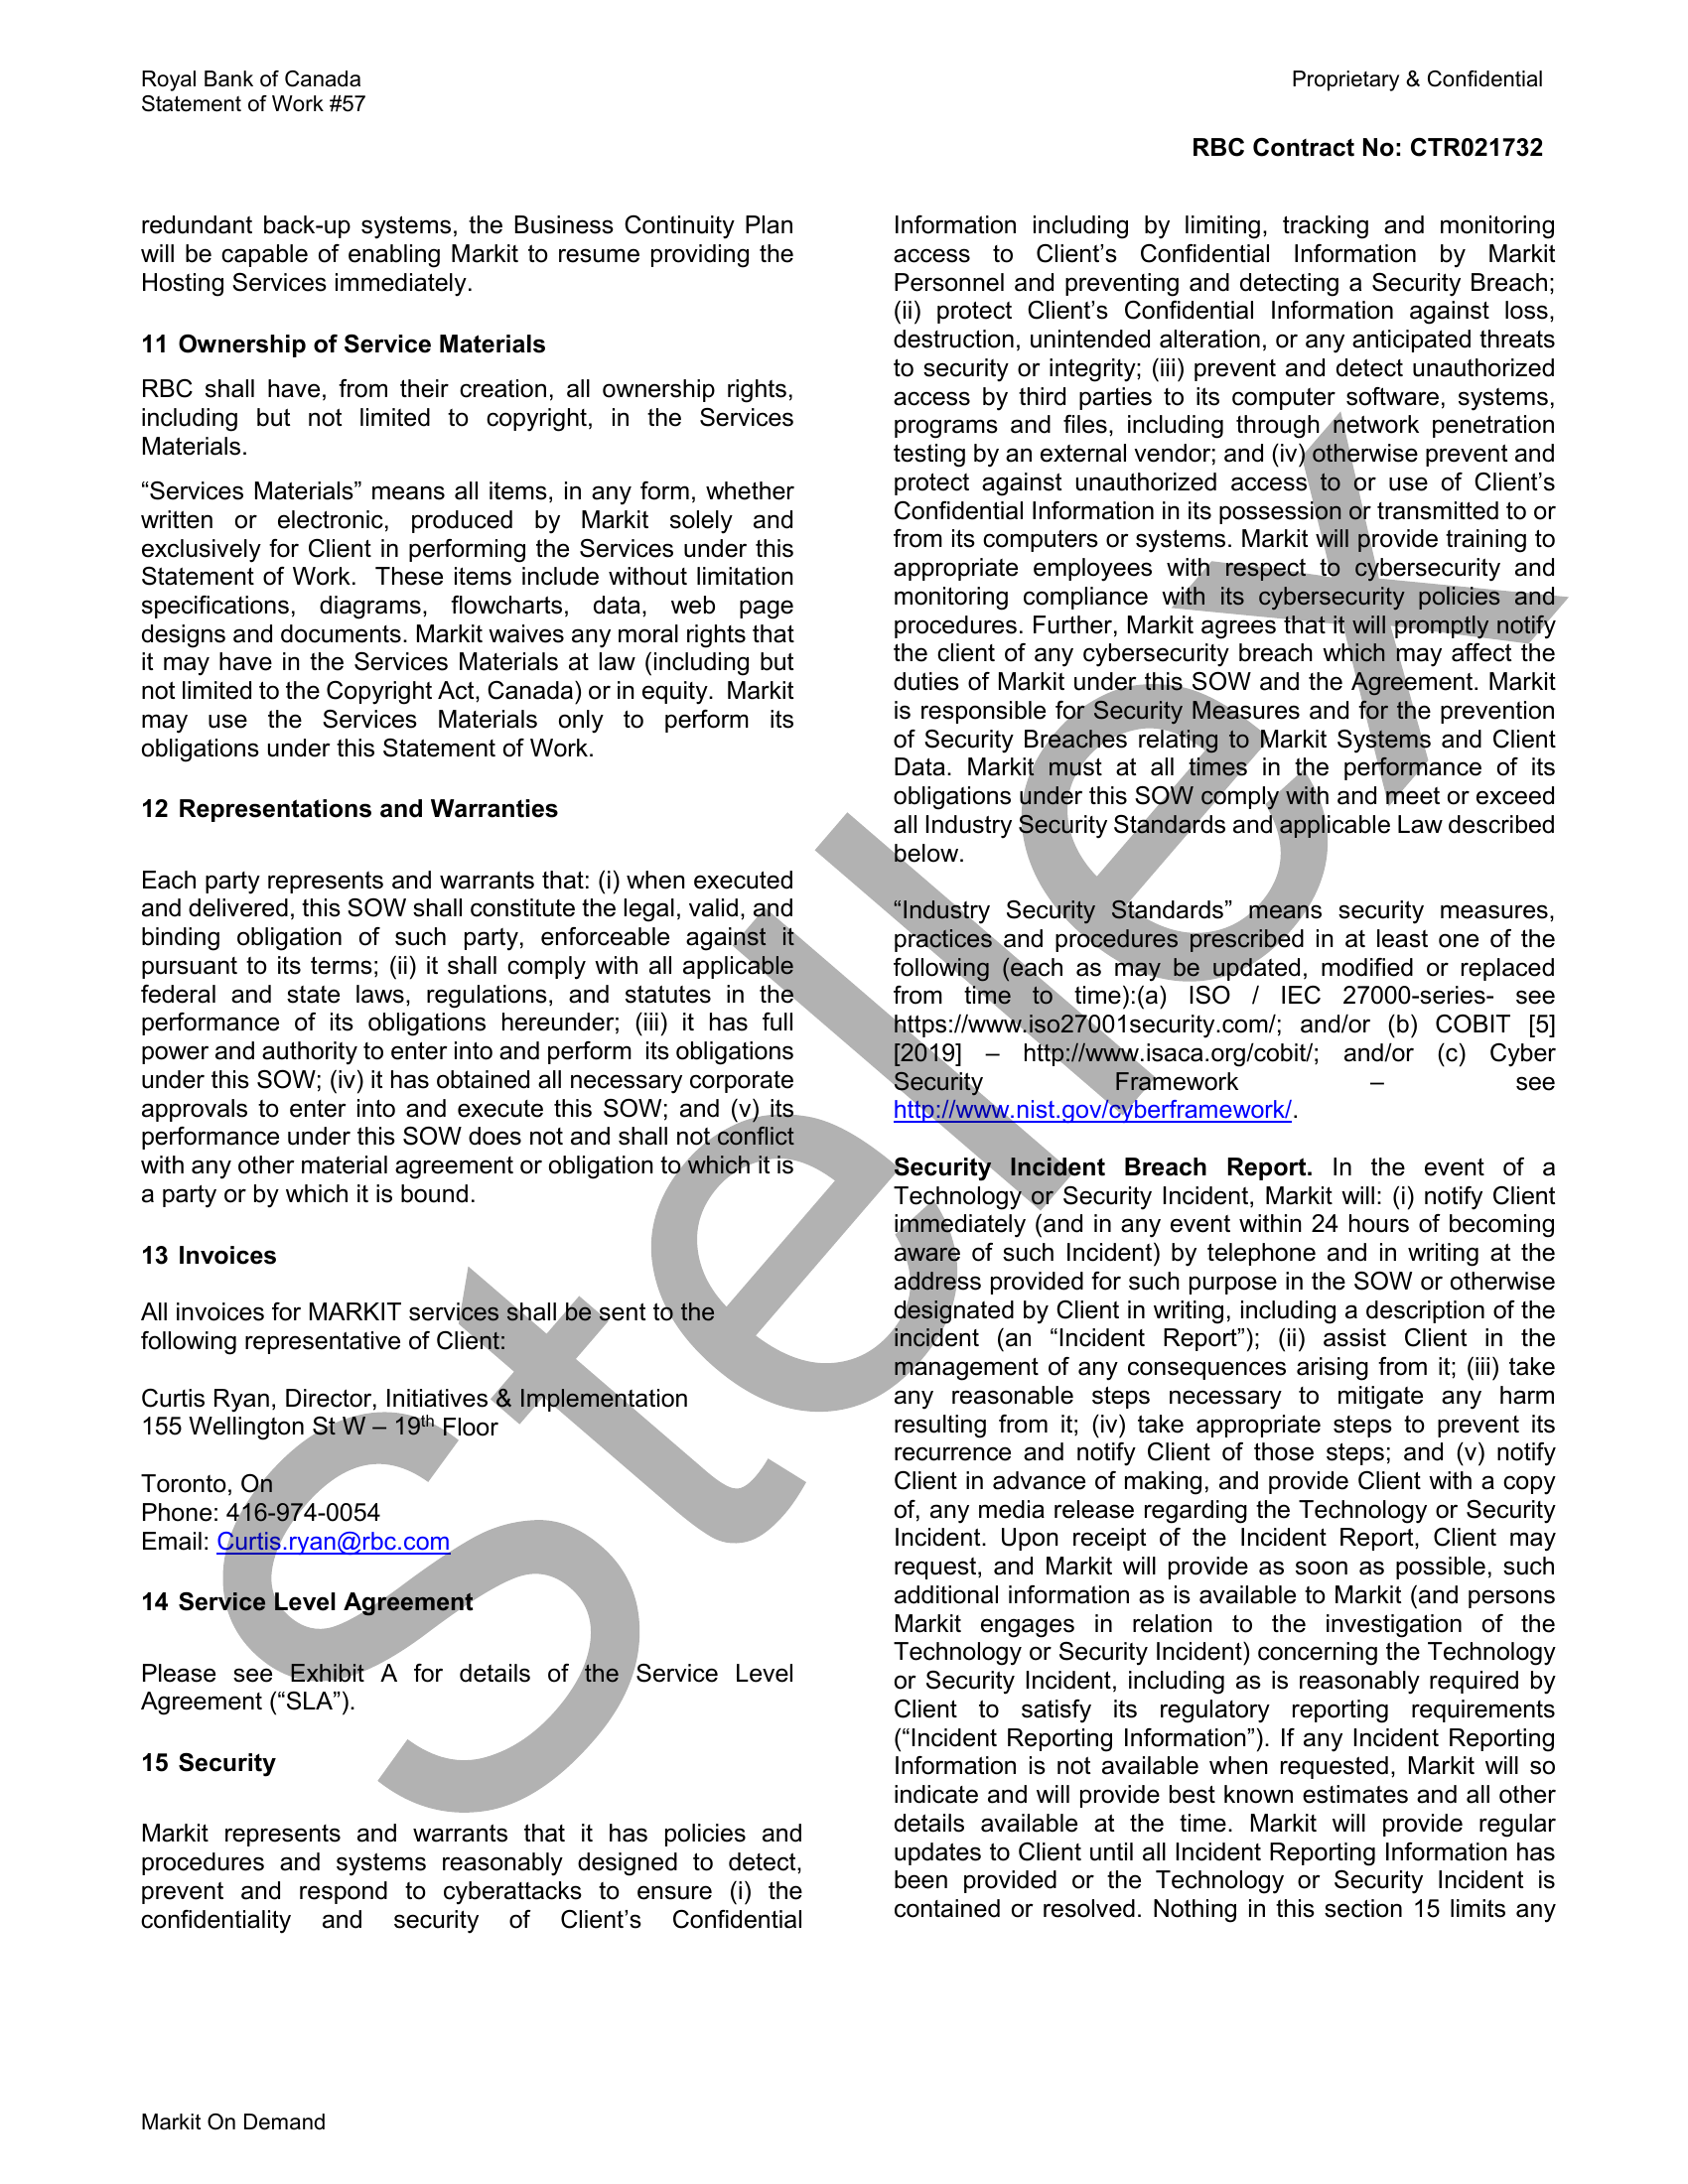 Royal Bank of Canada
Statement of Work #57
Proprietary & Confidential
RBC Contract No: CTR021732
redundant back-up systems, the Business Continuity Plan
will be capable of enabling Markit to resume providing the
Hosting Services immediately.
11 Ownership of Service Materials
RBC shall have, from their creation, all ownership rights,
including but not limited to copyright, in the Services
Materials.
“Services Materials” means all items, in any form, whether
written or electronic, produced by Markit solely and
exclusively for Client in performing the Services under this
Statement of Work. These items include without limitation
specifications, diagrams, flowcharts, data, web page
designs and documents. Markit waives any moral rights that
it may have in the Services Materials at law (including but
not limited to the Copyright Act, Canada) or in equity. Markit
may use the Services Materials only to perform its
obligations under this Statement of Work.
12 Representations and Warranties
Each party represents and warrants that: (i) when executed
and delivered, this SOW shall constitute the legal, valid, and
binding obligation of such party, enforceable against it
pursuant to its terms; (ii) it shall comply with all applicable
federal and state laws, regulations, and statutes in the
performance of its obligations hereunder; (iii) it has full
power and authority to enter into and perform its obligations
under this SOW; (iv) it has obtained all necessary corporate
approvals to enter into and execute this SOW; and (v) its
performance under this SOW does not and shall not conflict
with any other material agreement or obligation to which it is
a party or by which it is bound.
13 Invoices
All invoices for MARKIT services shall be sent to the
following representative of Client:
Curtis Ryan, Director, Initiatives & Implementation
155 Wellington St W – 19th Floor
Toronto, On
Phone: 416-974-0054
Email: Curtis.ryan@rbc.com
14 Service Level Agreement
Please see Exhibit A for details of the Service Level
Agreement (“SLA”).
15 Security
Markit represents and warrants that it has policies and
procedures and systems reasonably designed to detect,
prevent and respond to cyberattacks to ensure (i) the
confidentiality and security of Client’s Confidential
Information including by limiting, tracking and monitoring
access to Client’s Confidential Information by Markit
Personnel and preventing and detecting a Security Breach;
(ii) protect Client’s Confidential Information against loss,
destruction, unintended alteration, or any anticipated threats
to security or integrity; (iii) prevent and detect unauthorized
access by third parties to its computer software, systems,
programs and files, including through network penetration
testing by an external vendor; and (iv) otherwise prevent and
protect against unauthorized access to or use of Client’s
Confidential Information in its possession or transmitted to or
from its computers or systems. Markit will provide training to
appropriate employees with respect to cybersecurity and
monitoring compliance with its cybersecurity policies and
procedures. Further, Markit agrees that it will promptly notify
the client of any cybersecurity breach which may affect the
duties of Markit under this SOW and the Agreement. Markit
is responsible for Security Measures and for the prevention
of Security Breaches relating to Markit Systems and Client
Data. Markit must at all times in the performance of its
obligations under this SOW comply with and meet or exceed
all Industry Security Standards and applicable Law described
below.
“Industry Security Standards” means security measures,
practices and procedures prescribed in at least one of the
following (each as may be updated, modified or replaced
from time to time):(a) ISO / IEC 27000-series- see
https://www.iso27001security.com/; and/or (b) COBIT [5]
[2019] – http://www.isaca.org/cobit/; and/or (c) Cyber
Security Framework – see
http://www.nist.gov/cyberframework/.
Security Incident Breach Report. In the event of a
Technology or Security Incident, Markit will: (i) notify Client
immediately (and in any event within 24 hours of becoming
aware of such Incident) by telephone and in writing at the
address provided for such purpose in the SOW or otherwise
designated by Client in writing, including a description of the
incident (an “Incident Report”); (ii) assist Client in the
management of any consequences arising from it; (iii) take
any reasonable steps necessary to mitigate any harm
resulting from it; (iv) take appropriate steps to prevent its
recurrence and notify Client of those steps; and (v) notify
Client in advance of making, and provide Client with a copy
of, any media release regarding the Technology or Security
Incident. Upon receipt of the Incident Report, Client may
request, and Markit will provide as soon as possible, such
additional information as is available to Markit (and persons
Markit engages in relation to the investigation of the
Technology or Security Incident) concerning the Technology
or Security Incident, including as is reasonably required by
Client to satisfy its regulatory reporting requirements
(“Incident Reporting Information”). If any Incident Reporting
Information is not available when requested, Markit will so
indicate and will provide best known estimates and all other
details available at the time. Markit will provide regular
updates to Client until all Incident Reporting Information has
been provided or the Technology or Security Incident is
contained or resolved. Nothing in this section 15 limits any
Markit On Demand
Stellex